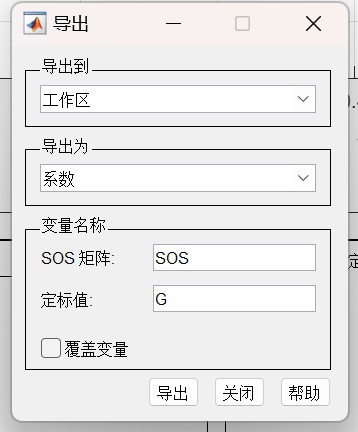 导出
导出到
工作区
导出为
系数
变量名称
SOS 矩阵: SOS
定标值: G
覆盖变量
导出 关闭 帮助